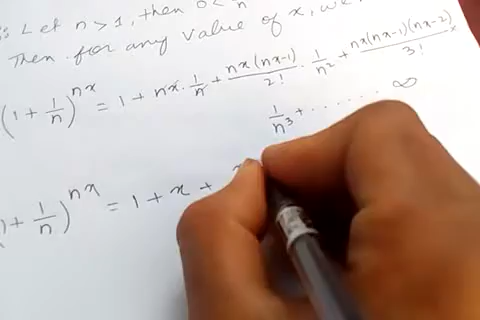 : Let n > 1, then 0 <
Then for any value of x, we
(1 + 1/n)^nx = 1 + nx · 1/n + nx(nx-1)/2! · 1/n² + nx(nx-1)(nx-2)/3! ×
1/n³ + ....... ∞
(1 + 1/n)^nx = 1 + x +